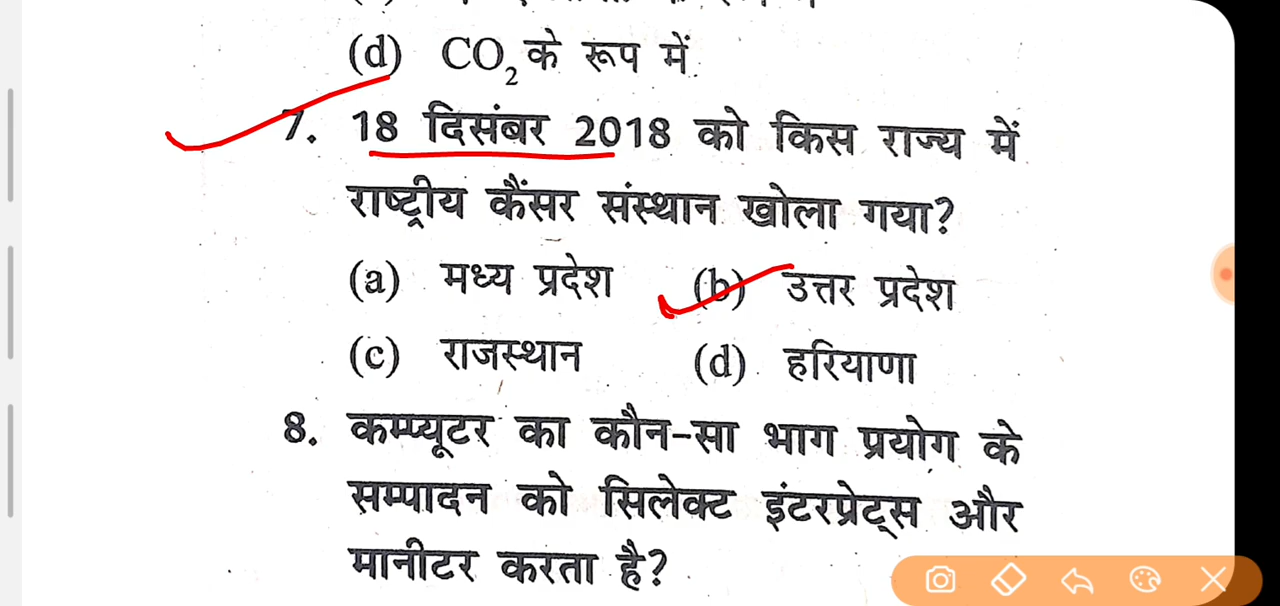 (d) CO₂ के रूप में
7. 18 दिसंबर 2018 को किस राज्य में
राष्ट्रीय कैंसर संस्थान खोला गया?
(a) मध्य प्रदेश (b) उत्तर प्रदेश
(c) राजस्थान (d) हरियाणा
8. कम्प्यूटर का कौन-सा भाग प्रयोग के
सम्पादन को सिलेक्ट इंटरप्रेट्स और
मानीटर करता है?